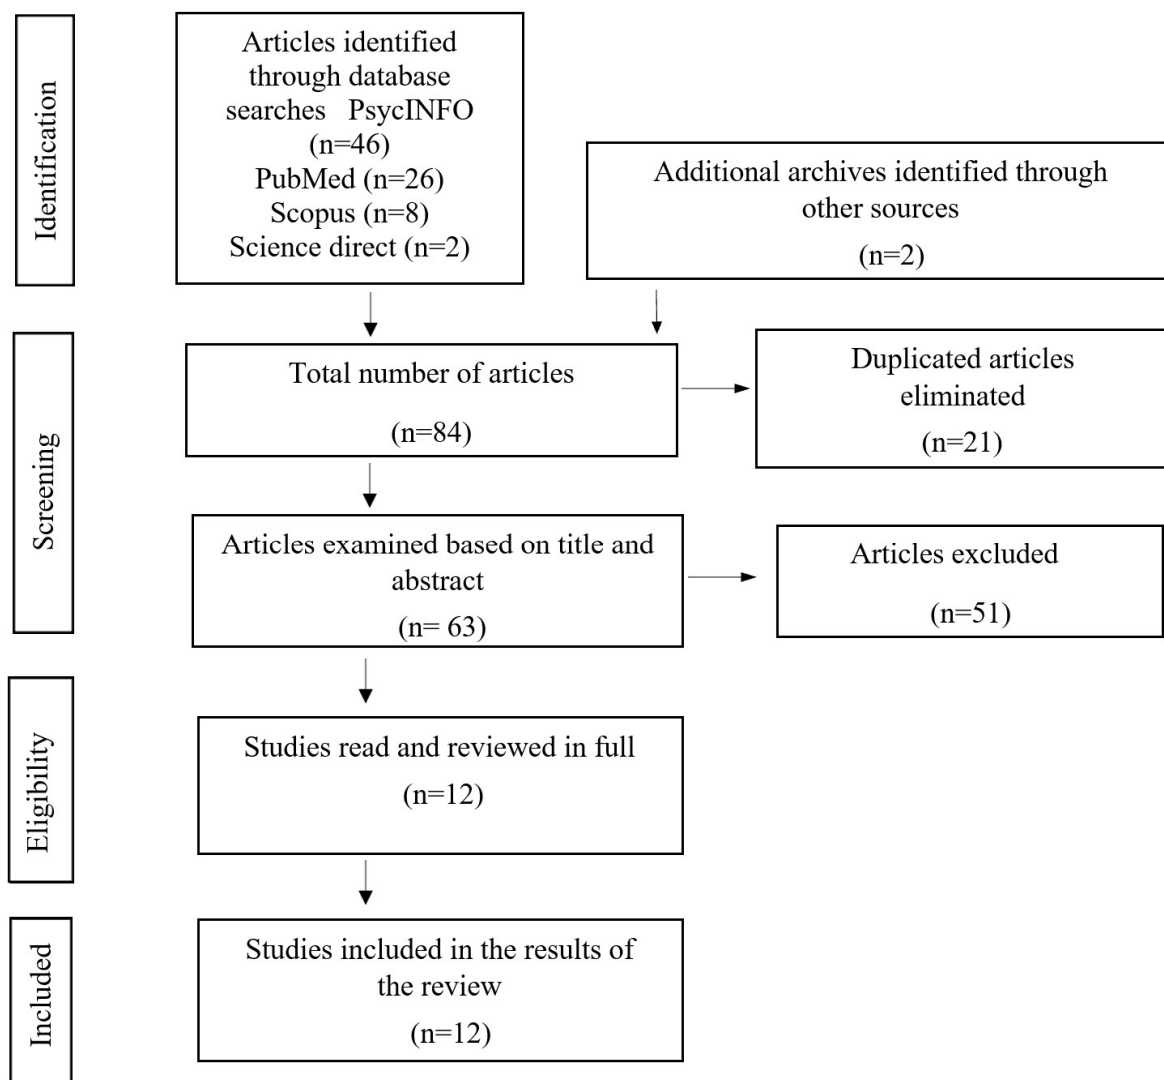 Identification
Articles identified
through database
searches PsycINFO
(n=46)
PubMed (n=26)
Scopus (n=8)
Science direct (n=2)
Additional archives identified through
other sources
(n=2)
Screening
Total number of articles
(n=84)
Duplicated articles
eliminated
(n=21)
Articles examined based on title and
abstract
(n= 63)
Articles excluded
(n=51)
Eligibility
Studies read and reviewed in full
(n=12)
Included
Studies included in the results of
the review
(n=12)